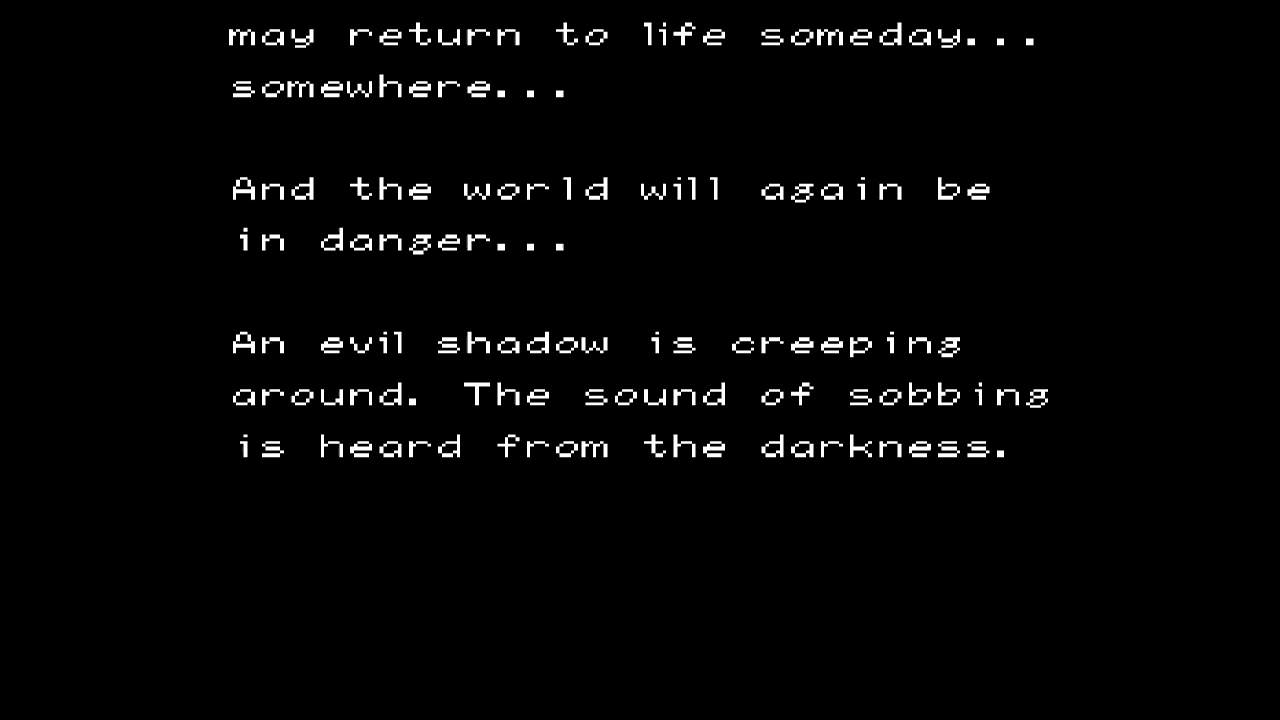 may return to life someday...
somewhere...
And the world will again be
in danger...
An evil shadow is creeping
around. The sound of sobbing
is heard from the darkness.